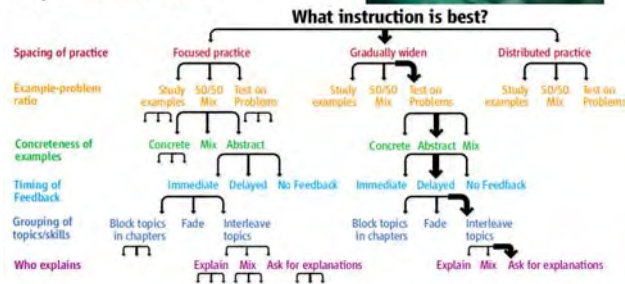 What instruction is best?
Spacing of practice Focused practice Gradually widen Distributed practice
Example-problem ratio Study examples 50/50 Mix Test on Problems Study examples 50/50 Mix Test on Problems Study examples 50/50 Mix Test on Problems
Concreteness of examples Concrete Mix Abstract Concrete Abstract Mix
Timing of Feedback Immediate Delayed No Feedback Immediate Delayed No Feedback
Grouping of topics/skills Block topics in chapters Fade Interleave topics Block topics in chapters Fade Interleave topics
Who explains Explain Mix Ask for explanations Explain Mix Ask for explanations